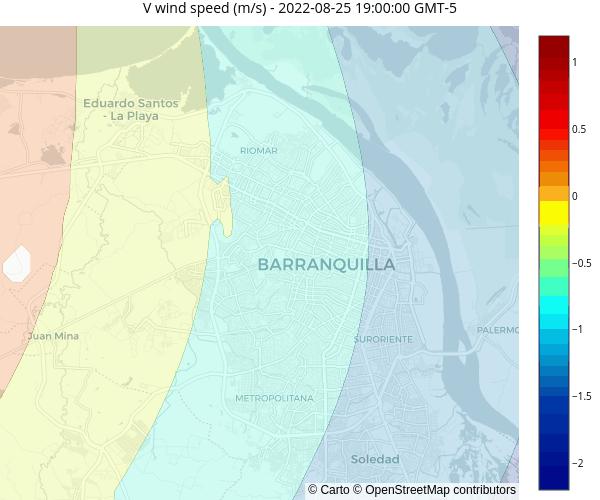 V wind speed (m/s) - 2022-08-25 19:00:00 GMT-5
Eduardo Santos
- La Playa
RIOMAR
BARRANQUILLA
Juan Mina
SURORIENTE
PALERMO
METROPOLITANA
Soledad
© Carto © OpenStreetMap contributors
1
0.5
0
−0.5
−1
−1.5
−2